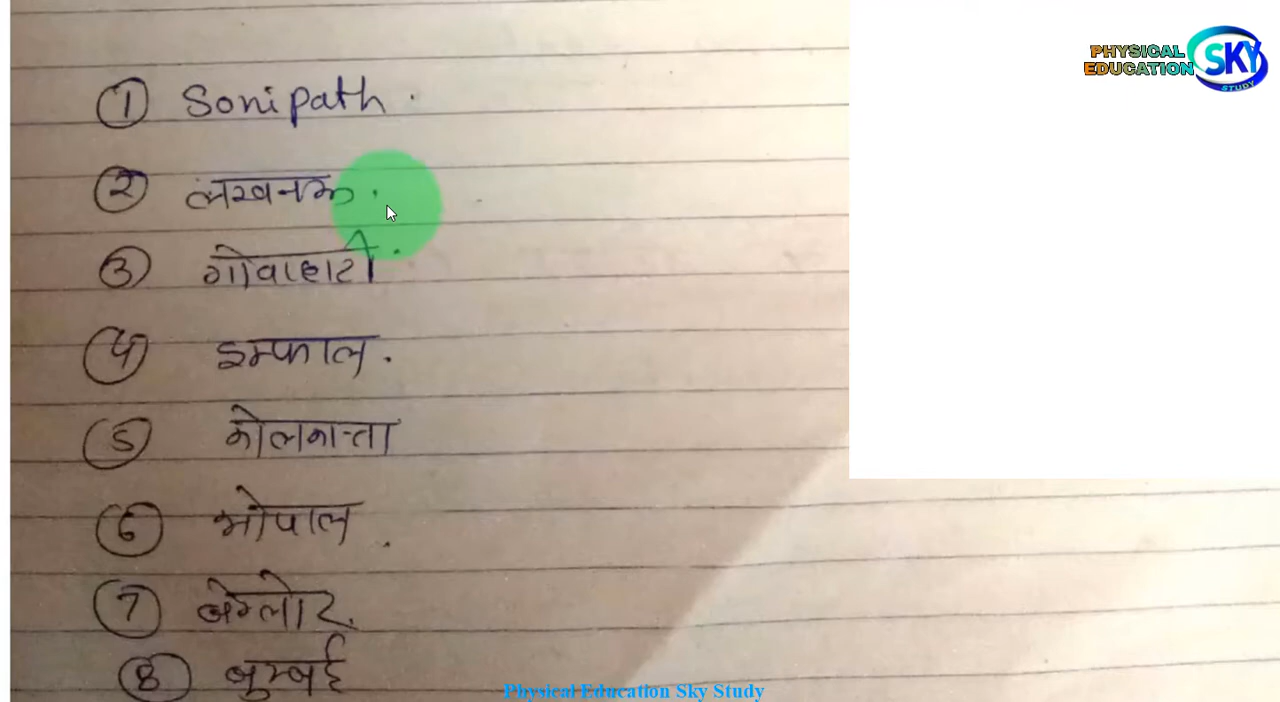 PHYSICAL
EDUCATION
SKY
STUDY
① Sonipath .
② लखनऊ .
③ गोवाहाटी .
④ इम्फाल .
⑤ कोलकात्ता
⑥ भोपाल .
⑦ बेंग्लोर .
⑧ बुम्बई
Physical Education Sky Study